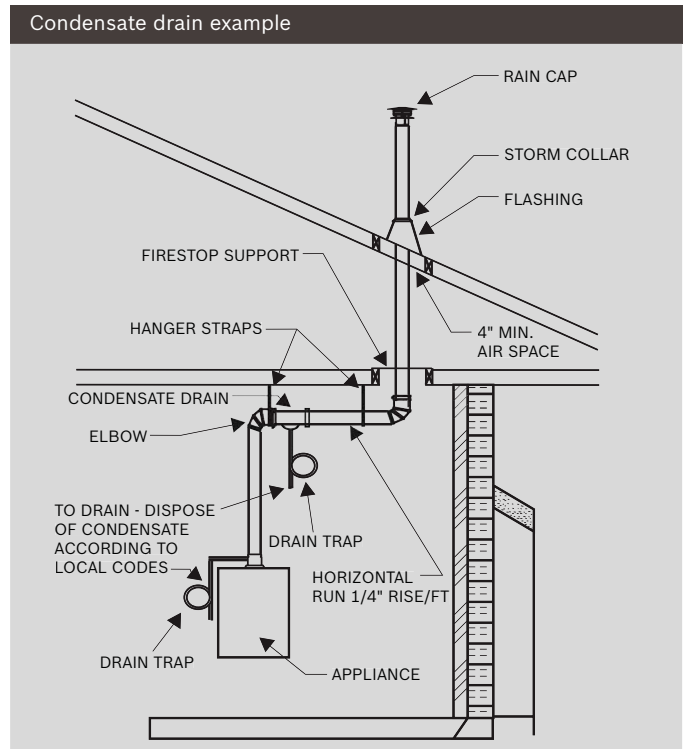 Condensate drain example
RAIN CAP
STORM COLLAR
FLASHING
FIRESTOP SUPPORT
HANGER STRAPS
4" MIN.
AIR SPACE
CONDENSATE DRAIN
ELBOW
TO DRAIN - DISPOSE
OF CONDENSATE
ACCORDING TO
LOCAL CODES
DRAIN TRAP
HORIZONTAL
RUN 1/4" RISE/FT
DRAIN TRAP
APPLIANCE